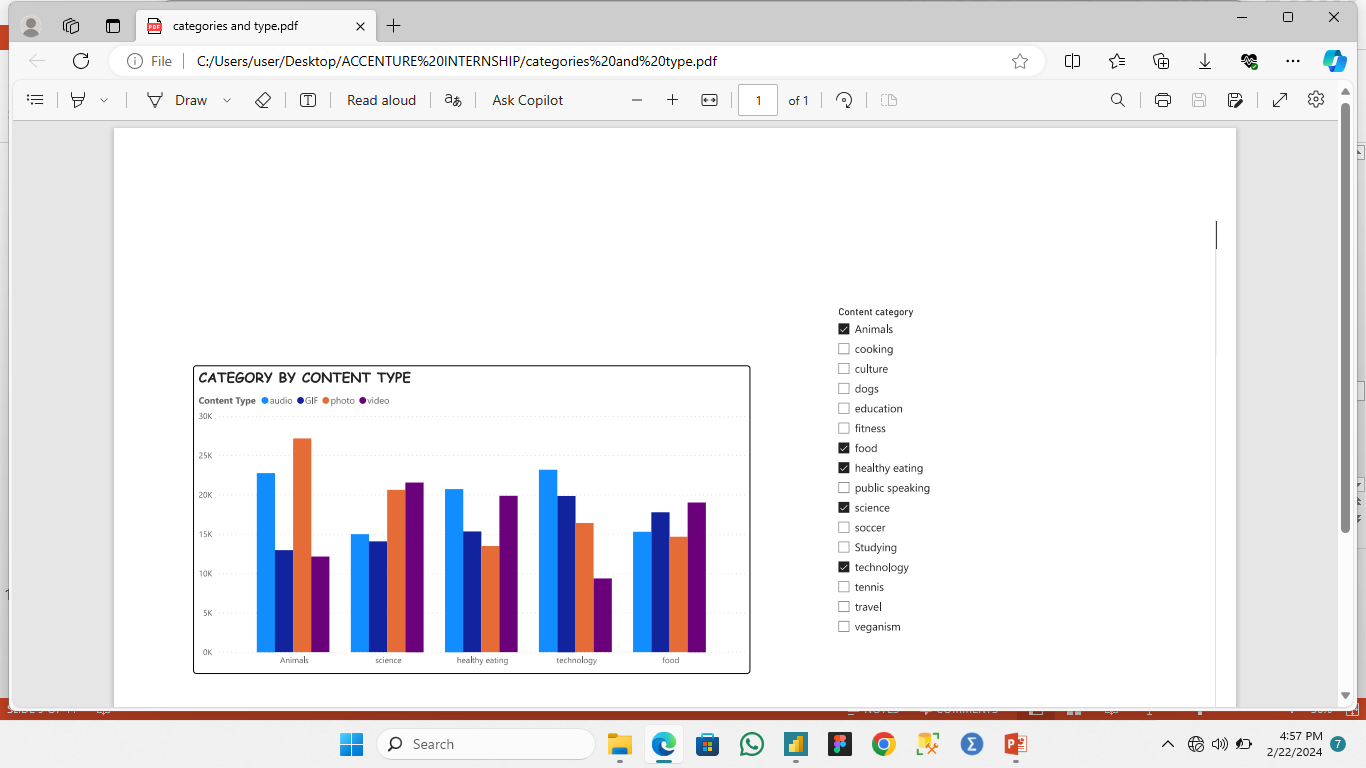 categories and type.pdf
File
C:/Users/user/Desktop/ACCENTURE%20INTERNSHIP/categories%20and%20type.pdf
Draw
Read aloud
Ask Copilot
1 of 1
Content category
Animals
cooking
culture
dogs
education
fitness
food
healthy eating
public speaking
science
soccer
Studying
technology
tennis
travel
veganism
CATEGORY BY CONTENT TYPE
Content Type audio GIF photo video
30K
25K
20K
15K
10K
5K
0K
Animals science healthy eating technology food
Search
4:57 PM
2/22/2024
7